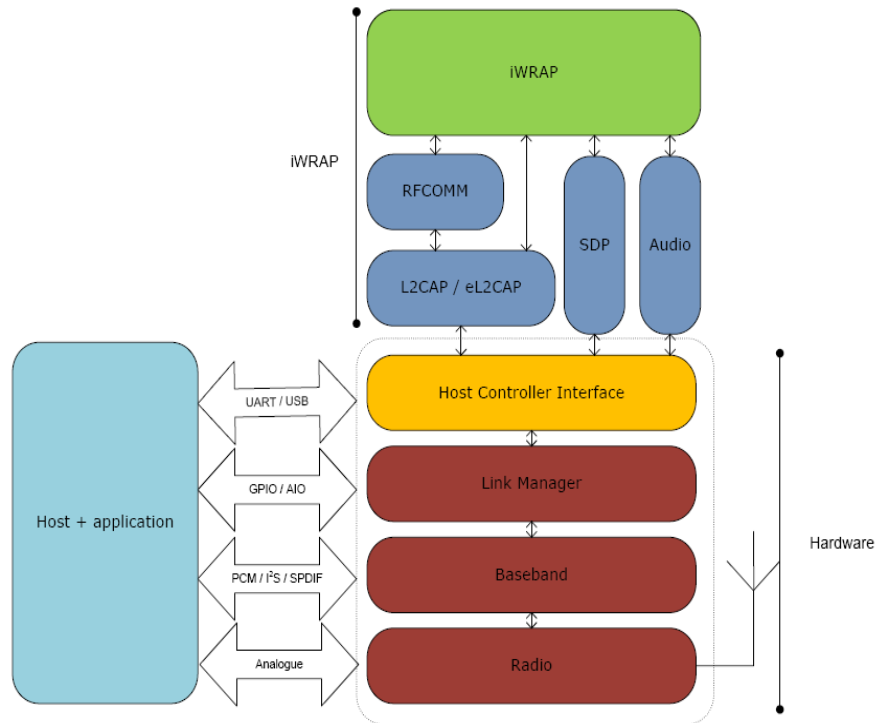 iWRAP
iWRAP
RFCOMM
SDP
Audio
L2CAP / eL2CAP
Host Controller Interface
UART / USB
Link Manager
GPIO / AIO
Host + application
Hardware
Baseband
PCM / I²S / SPDIF
Radio
Analogue